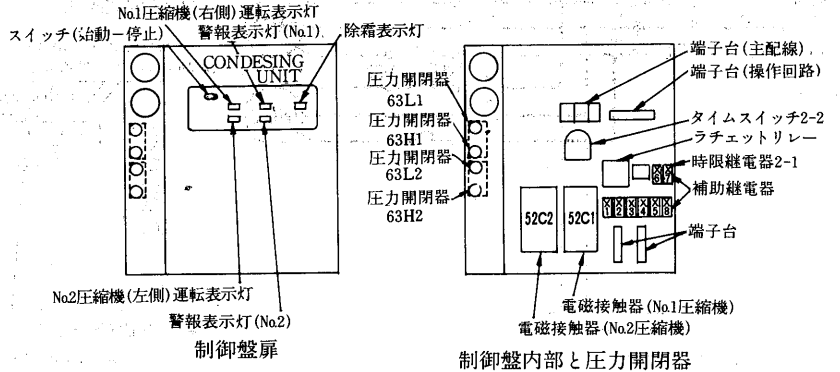 No.1圧縮機(右側)運転表示灯
スイッチ(始動－停止)
警報表示灯(No.1)
除霜表示灯
CONDESING
UNIT
No.2圧縮機(左側)運転表示灯
警報表示灯(No.2)
制御盤扉
圧力開閉器
63L1
圧力開閉器
63H1
圧力開閉器
63L2
圧力開閉器
63H2
端子台(主配線)
端子台(操作回路)
タイムスイッチ2-2
ラチェットリレー
時限継電器2-1
補助継電器
端子台
X6 X7
X1 X2 X3 X4 X5 X8
52C2
52C1
電磁接触器(No.1圧縮機)
電磁接触器(No.2圧縮機)
制御盤内部と圧力開閉器